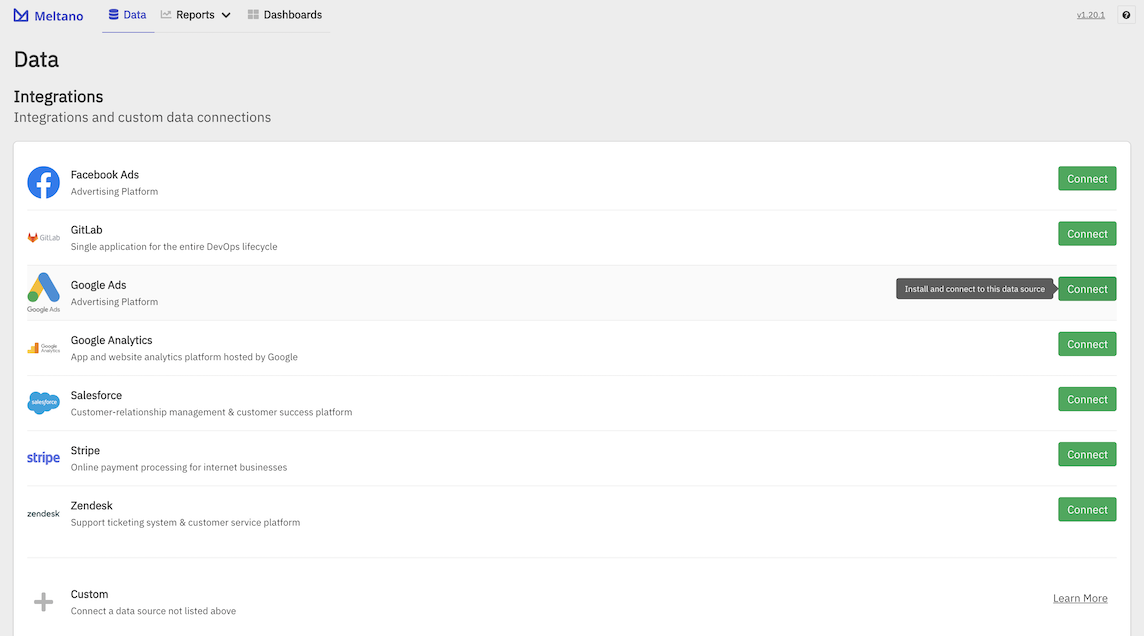 Meltano Data Reports Dashboards v1.20.1
Data
Integrations
Integrations and custom data connections
Facebook Ads
Advertising Platform
Connect
GitLab
GitLab
Single application for the entire DevOps lifecycle
Connect
Google Ads
Google Ads
Advertising Platform
Install and connect to this data source
Connect
Google
Analytics
Google Analytics
App and website analytics platform hosted by Google
Connect
salesforce
Salesforce
Customer-relationship management & customer success platform
Connect
stripe
Stripe
Online payment processing for internet businesses
Connect
zendesk
Zendesk
Support ticketing system & customer service platform
Connect
Custom
Connect a data source not listed above
Learn More